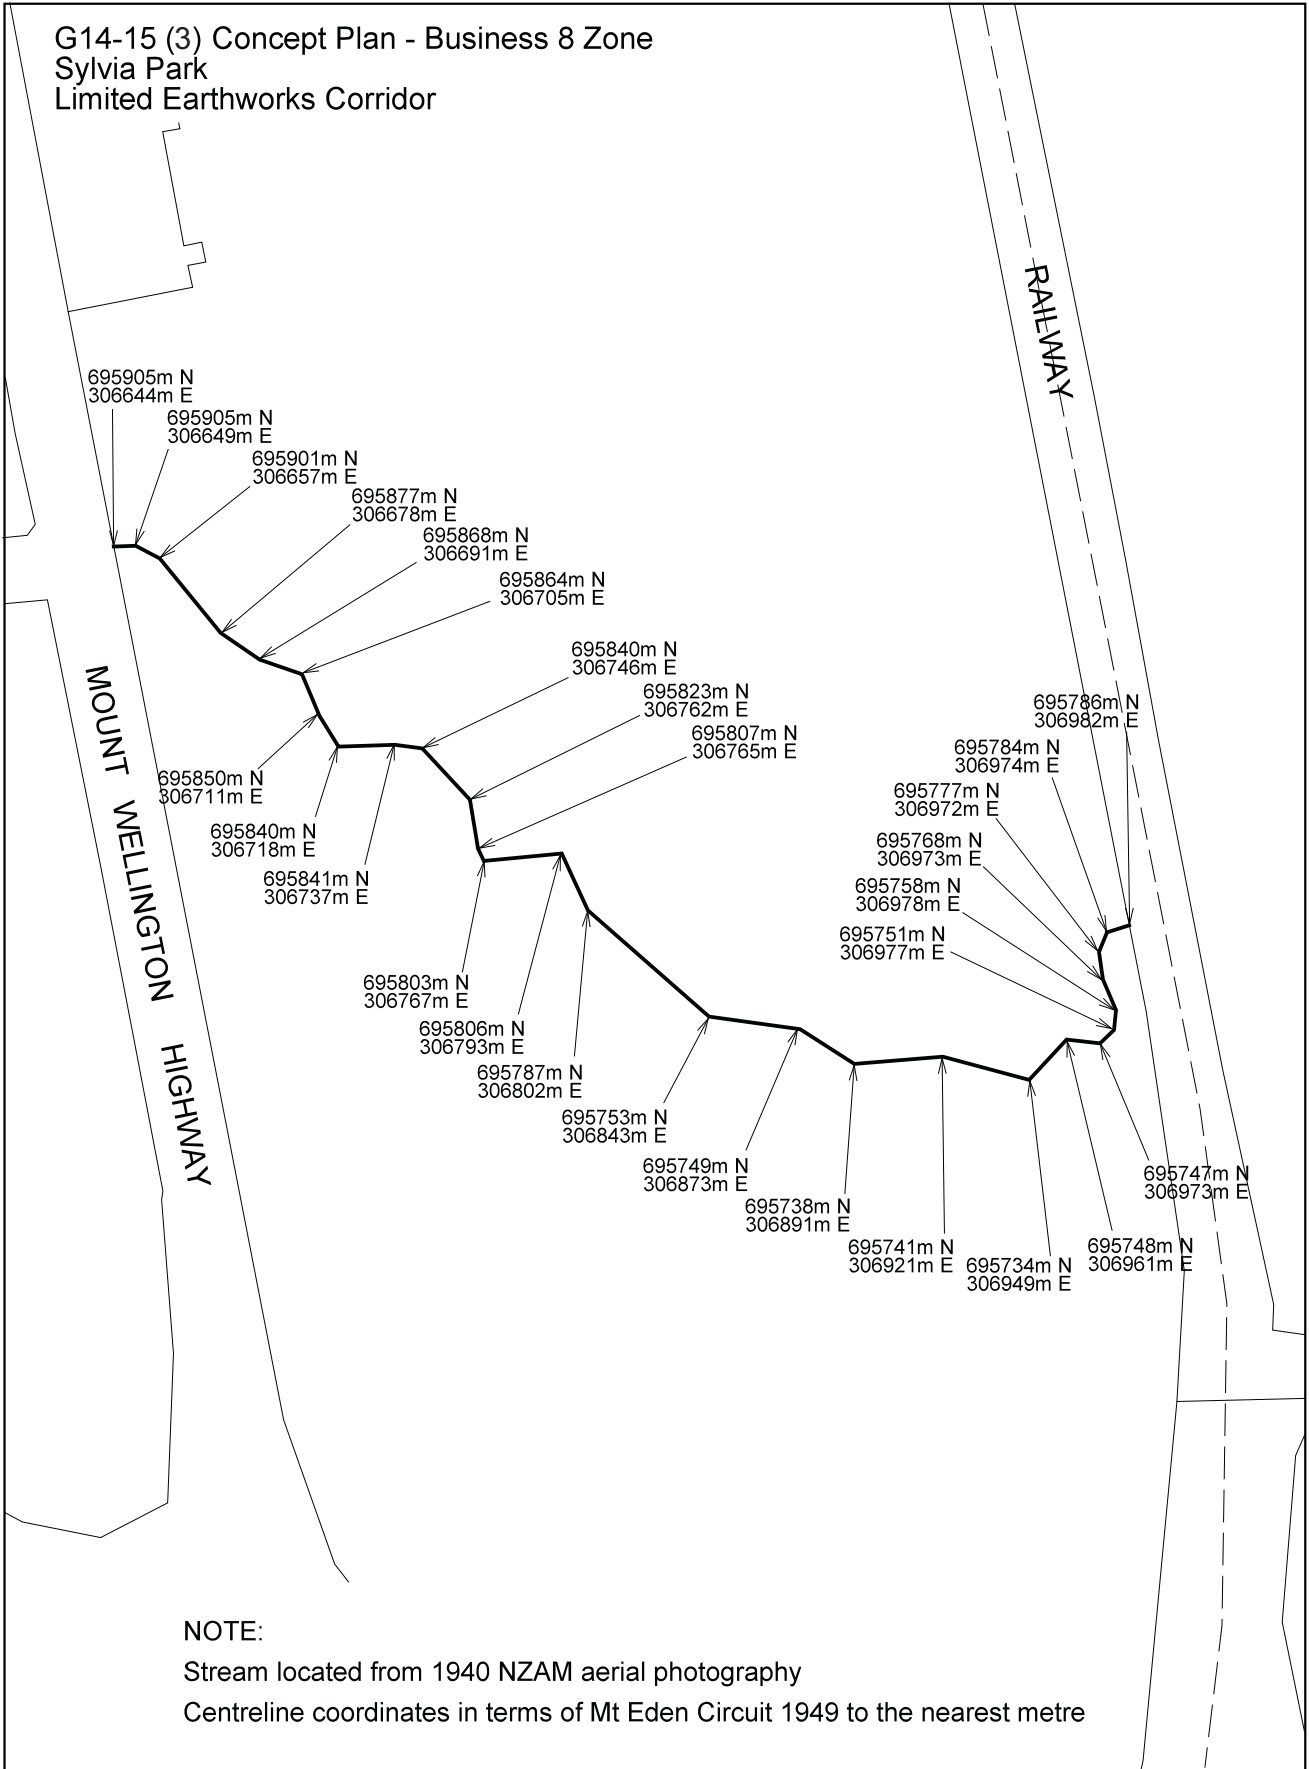 G14-15 (3) Concept Plan - Business 8 Zone
Sylvia Park
Limited Earthworks Corridor
RAILWAY
695905m N
306644m E
695905m N
306649m E
695901m N
306657m E
695877m N
306678m E
695868m N
306691m E
695864m N
306705m E
695840m N
306746m E
695823m N
306762m E
695807m N
306765m E
695850m N
306711m E
695840m N
306718m E
695841m N
306737m E
MOUNT WELLINGTON HIGHWAY
695786m N
306982m E
695784m N
306974m E
695777m N
306972m E
695768m N
306973m E
695758m N
306978m E
695751m N
306977m E
695803m N
306767m E
695806m N
306793m E
695787m N
306802m E
695753m N
306843m E
695749m N
306873m E
695738m N
306891m E
695741m N
306921m E
695734m N
306949m E
695748m N
306961m E
695747m N
306973m E
NOTE:
Stream located from 1940 NZAM aerial photography
Centreline coordinates in terms of Mt Eden Circuit 1949 to the nearest metre